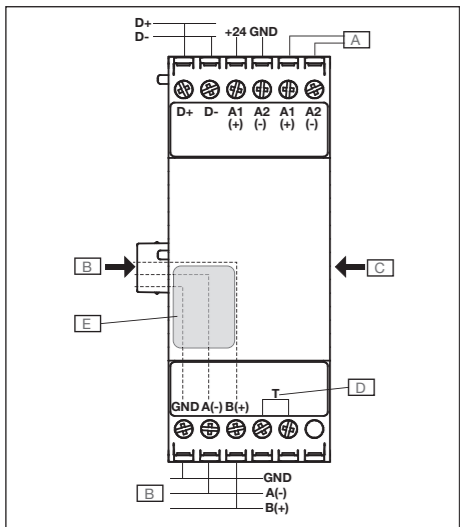 D+
D-
+24 GND
A
D+ D- A1 A2 A1 A2
(+) (-) (+) (-)
B
C
E
T
D
GND A(-) B(+)
GND
B
A(-)
B(+)